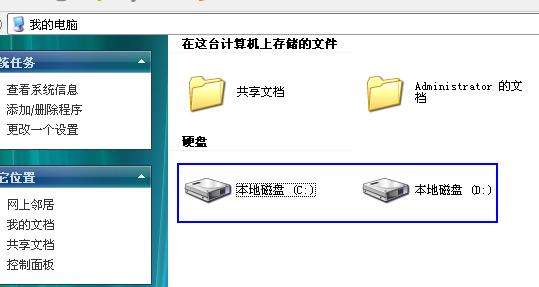 我的电脑
统任务
查看系统信息
添加/删除程序
更改一个设置
它位置
网上邻居
我的文档
共享文档
控制面板
在这台计算机上存储的文件
共享文档
Administrator 的文
档
硬盘
本地磁盘 (C:)
本地磁盘 (D:)